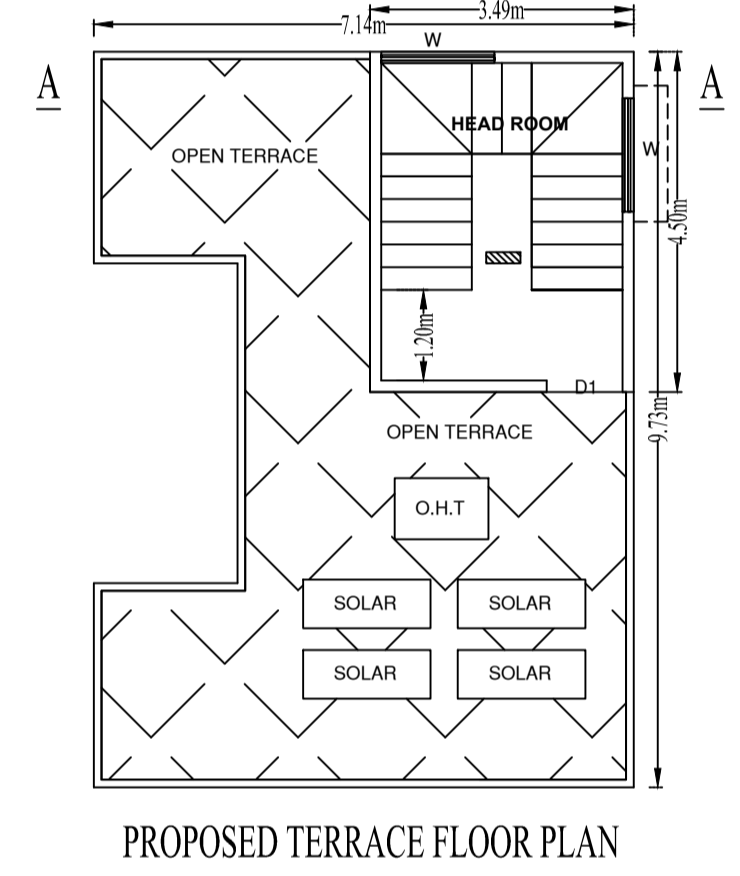 3.49m
7.14m
W
A
A
HEAD ROOM
W
OPEN TERRACE
4.50m
1.20m
D1
9.73m
OPEN TERRACE
O.H.T
SOLAR
SOLAR
SOLAR
SOLAR
PROPOSED TERRACE FLOOR PLAN